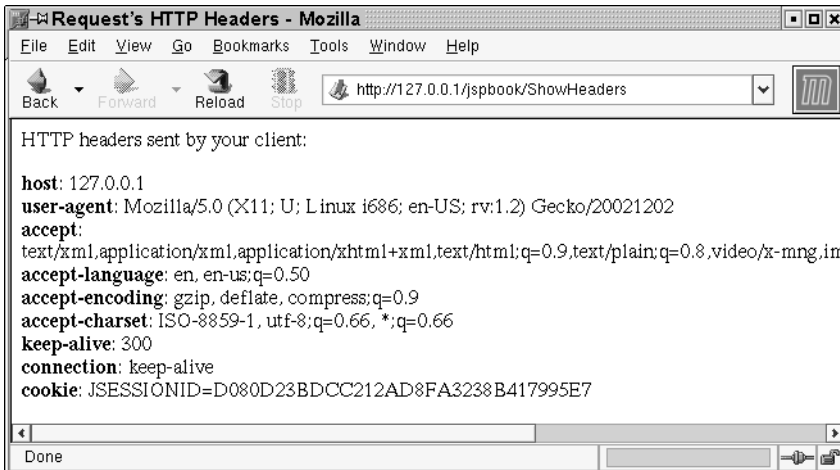 Request's HTTP Headers - Mozilla
File Edit View Go Bookmarks Tools Window Help
Back Forward Reload Stop http://127.0.0.1/jspbook/ShowHeaders
HTTP headers sent by your client:
host: 127.0.0.1
user-agent: Mozilla/5.0 (X11; U; Linux i686; en-US; rv:1.2) Gecko/20021202
accept:
text/xml,application/xml,application/xhtml+xml,text/html;q=0.9,text/plain;q=0.8,video/x-mng,im
accept-language: en, en-us;q=0.50
accept-encoding: gzip, deflate, compress;q=0.9
accept-charset: ISO-8859-1, utf-8;q=0.66, *;q=0.66
keep-alive: 300
connection: keep-alive
cookie: JSESSIONID=D080D23BDCC212AD8FA3238B417995E7
Done